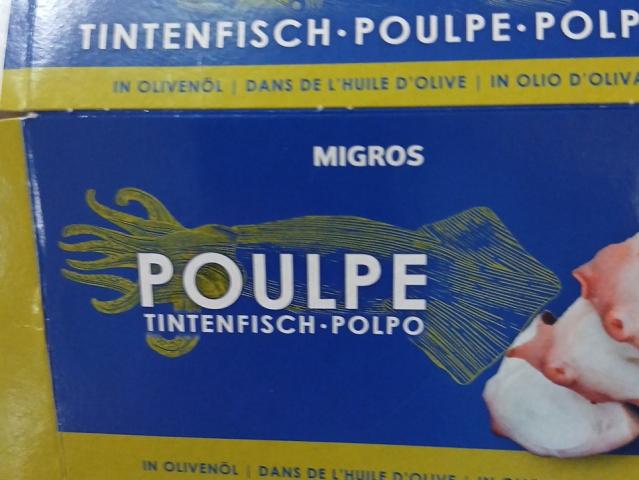 TINTENFISCH·POULPE·POLP
IN OLIVENÖL | DANS DE L'HUILE D'OLIVE | IN OLIO D'OLIVA
MIGROS
POULPE
TINTENFISCH·POLPO
IN OLIVENÖL | DANS DE L'HUILE D'OLIVE | IN